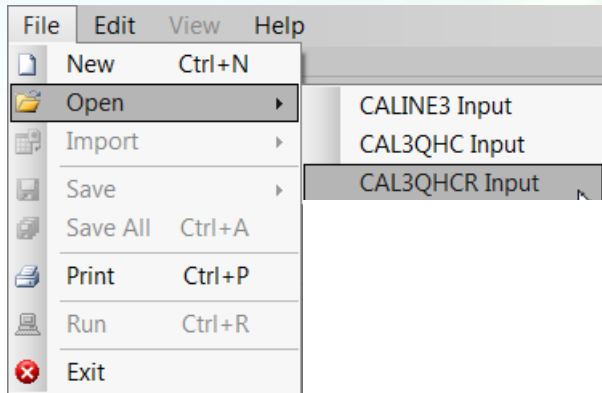 File Edit View Help
New Ctrl+N
Open
CALINE3 Input
CAL3QHC Input
CAL3QHCR Input
Import
Save
Save All Ctrl+A
Print Ctrl+P
Run Ctrl+R
Exit